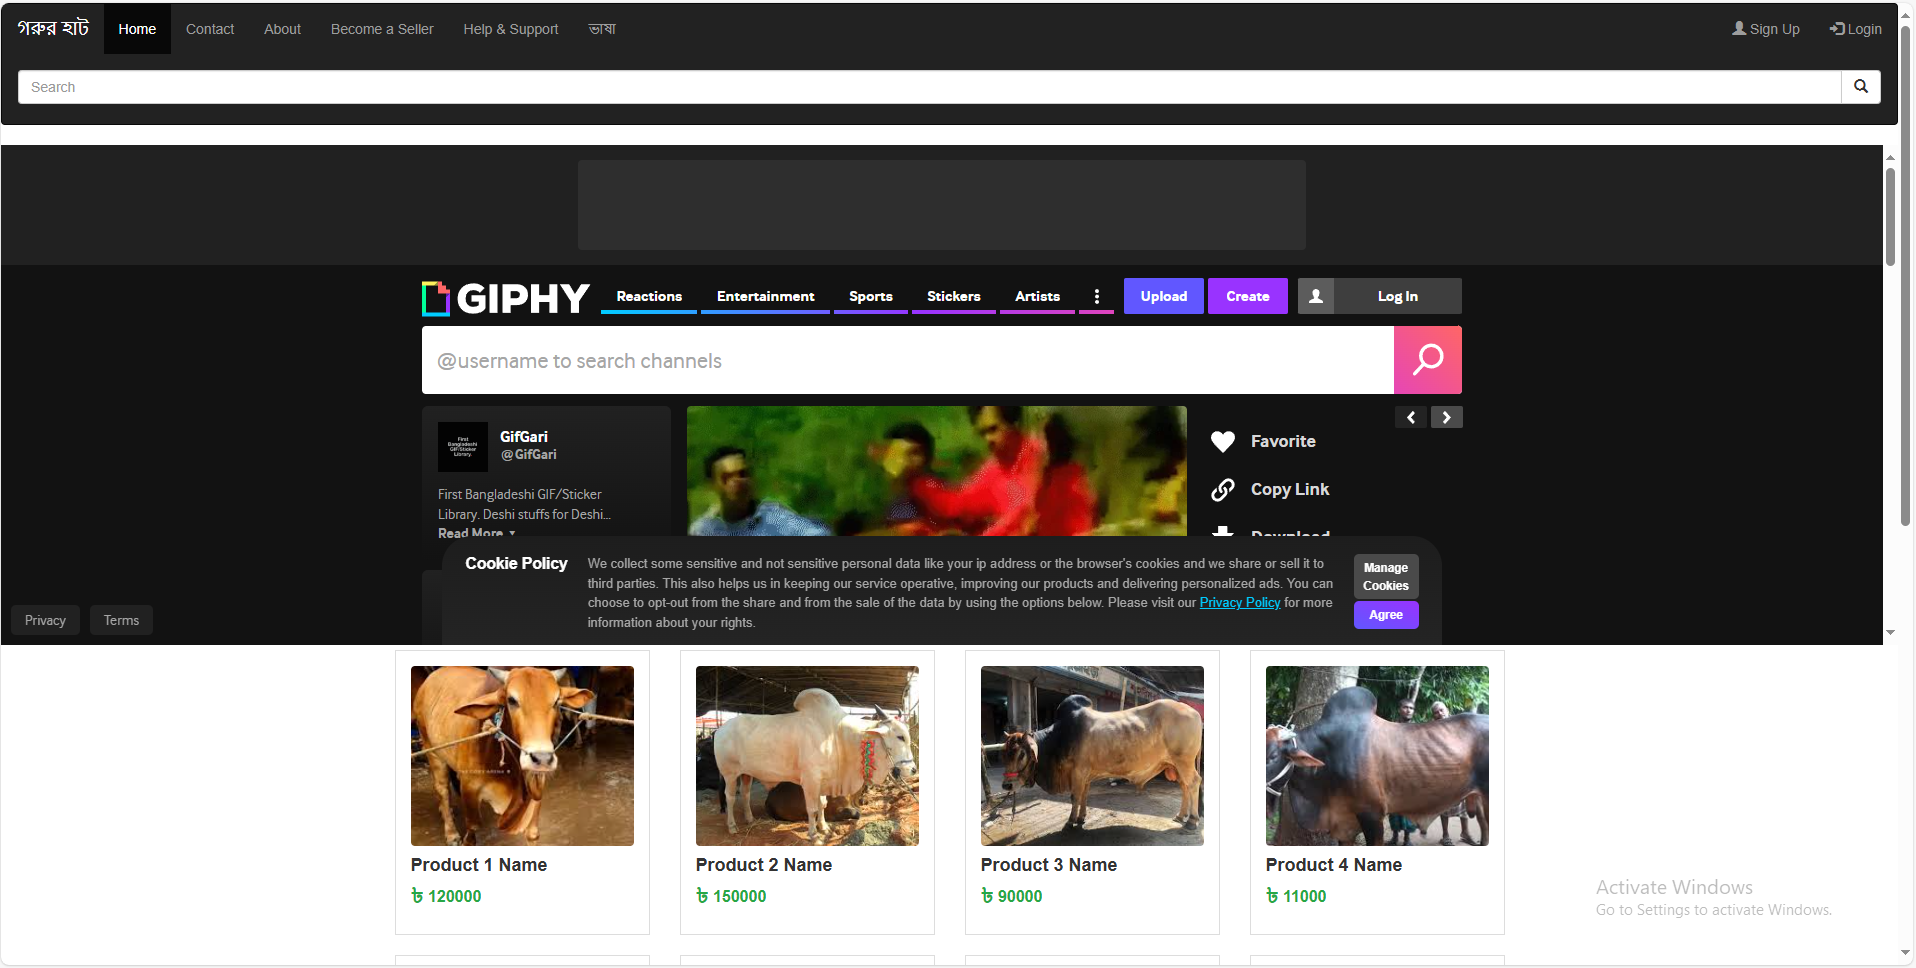 গরুর হাট Home Contact About Become a Seller Help & Support ভাষা Sign Up Login
Search
GIPHY Reactions Entertainment Sports Stickers Artists Upload Create Log In
@username to search channels
First
Bangladeshi
GIF/Sticker
Library.
GifGari
@GifGari
First Bangladeshi GIF/Sticker
Library. Deshi stuffs for Deshi...
Read More
Favorite
Copy Link
Download
Cookie Policy
We collect some sensitive and not sensitive personal data like your ip address or the browser's cookies and we share or sell it to
third parties. This also helps us in keeping our service operative, improving our products and delivering personalized ads. You can
choose to opt-out from the share and from the sale of the data by using the options below. Please visit our Privacy Policy for more
information about your rights.
Manage
Cookies
Agree
Privacy Terms
Product 1 Name
৳ 120000
Product 2 Name
৳ 150000
Product 3 Name
৳ 90000
Product 4 Name
৳ 11000
Activate Windows
Go to Settings to activate Windows.